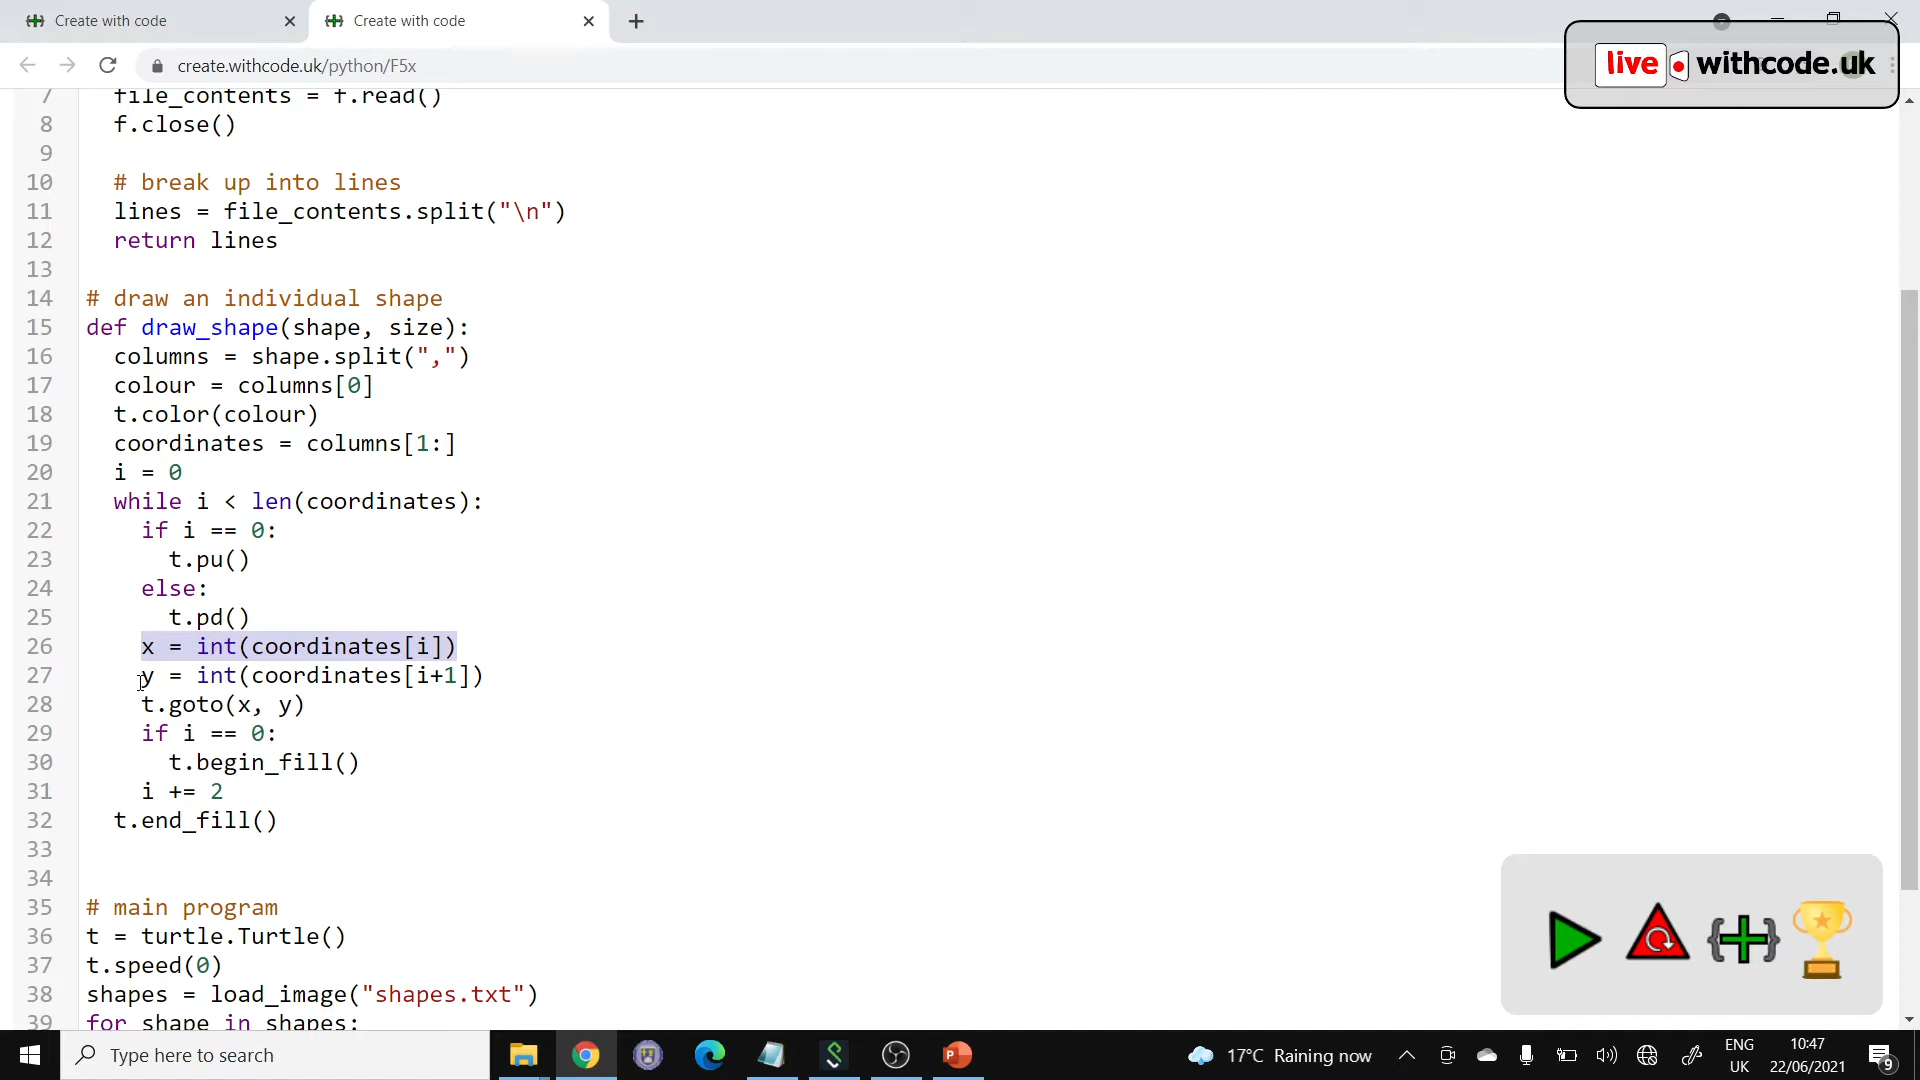 Create with code
Create with code
create.withcode.uk/python/F5x
live withcode.uk
7 file_contents = f.read()
8 f.close()
9
10 # break up into lines
11 lines = file_contents.split("\n")
12 return lines
13
14 # draw an individual shape
15 def draw_shape(shape, size):
16 columns = shape.split(",")
17 colour = columns[0]
18 t.color(colour)
19 coordinates = columns[1:]
20 i = 0
21 while i < len(coordinates):
22 if i == 0:
23 t.pu()
24 else:
25 t.pd()
26 x = int(coordinates[i])
27 y = int(coordinates[i+1])
28 t.goto(x, y)
29 if i == 0:
30 t.begin_fill()
31 i += 2
32 t.end_fill()
33
34
35 # main program
36 t = turtle.Turtle()
37 t.speed(0)
38 shapes = load_image("shapes.txt")
39 for shape in shapes:
Type here to search
17°C Raining now
ENG
UK
10:47
22/06/2021
9